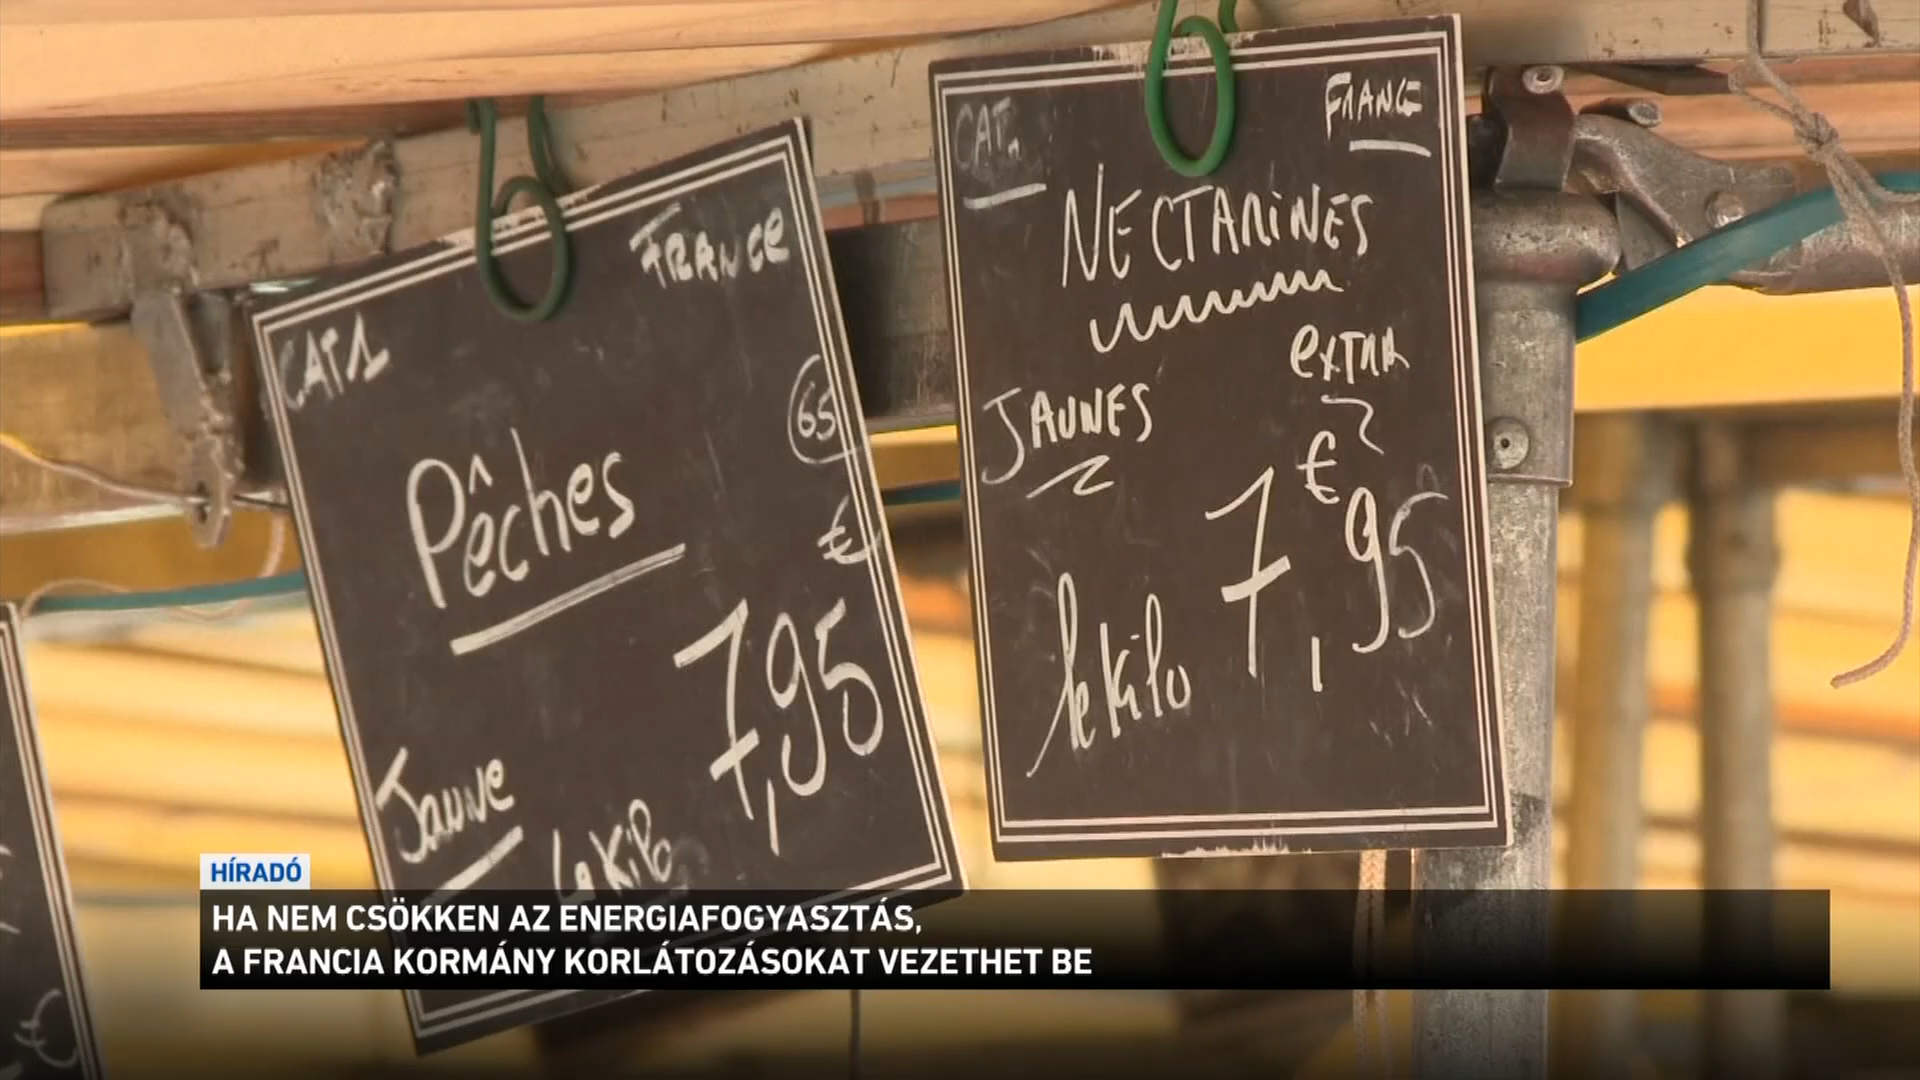 FRANCE
CAT1
65
Pêches
€
7,95
Jaune
le Kilo
CAT.
FRANCE
NECTARINES
extra
JAUNES
€
7,95
le Kilo
€
HÍRADÓ
HA NEM CSÖKKEN AZ ENERGIAFOGYASZTÁS,
A FRANCIA KORMÁNY KORLÁTOZÁSOKAT VEZETHET BE